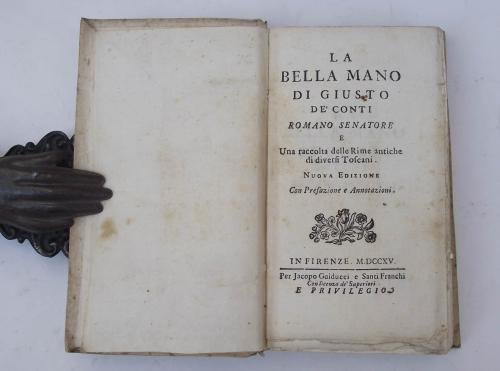 LA
BELLA MANO
DI GIUSTO
DE' CONTI
ROMANO SENATORE
E
Una raccolta delle Rime antiche
di diversi Toscani.
NUOVA EDIZIONE
Con Prefazione e Annotazioni.
IN FIRENZE. M.DCCXV.
Per Jacopo Guiducci e Santi Franchi
Con licenza de' Superiori.
E PRIVILEGIO